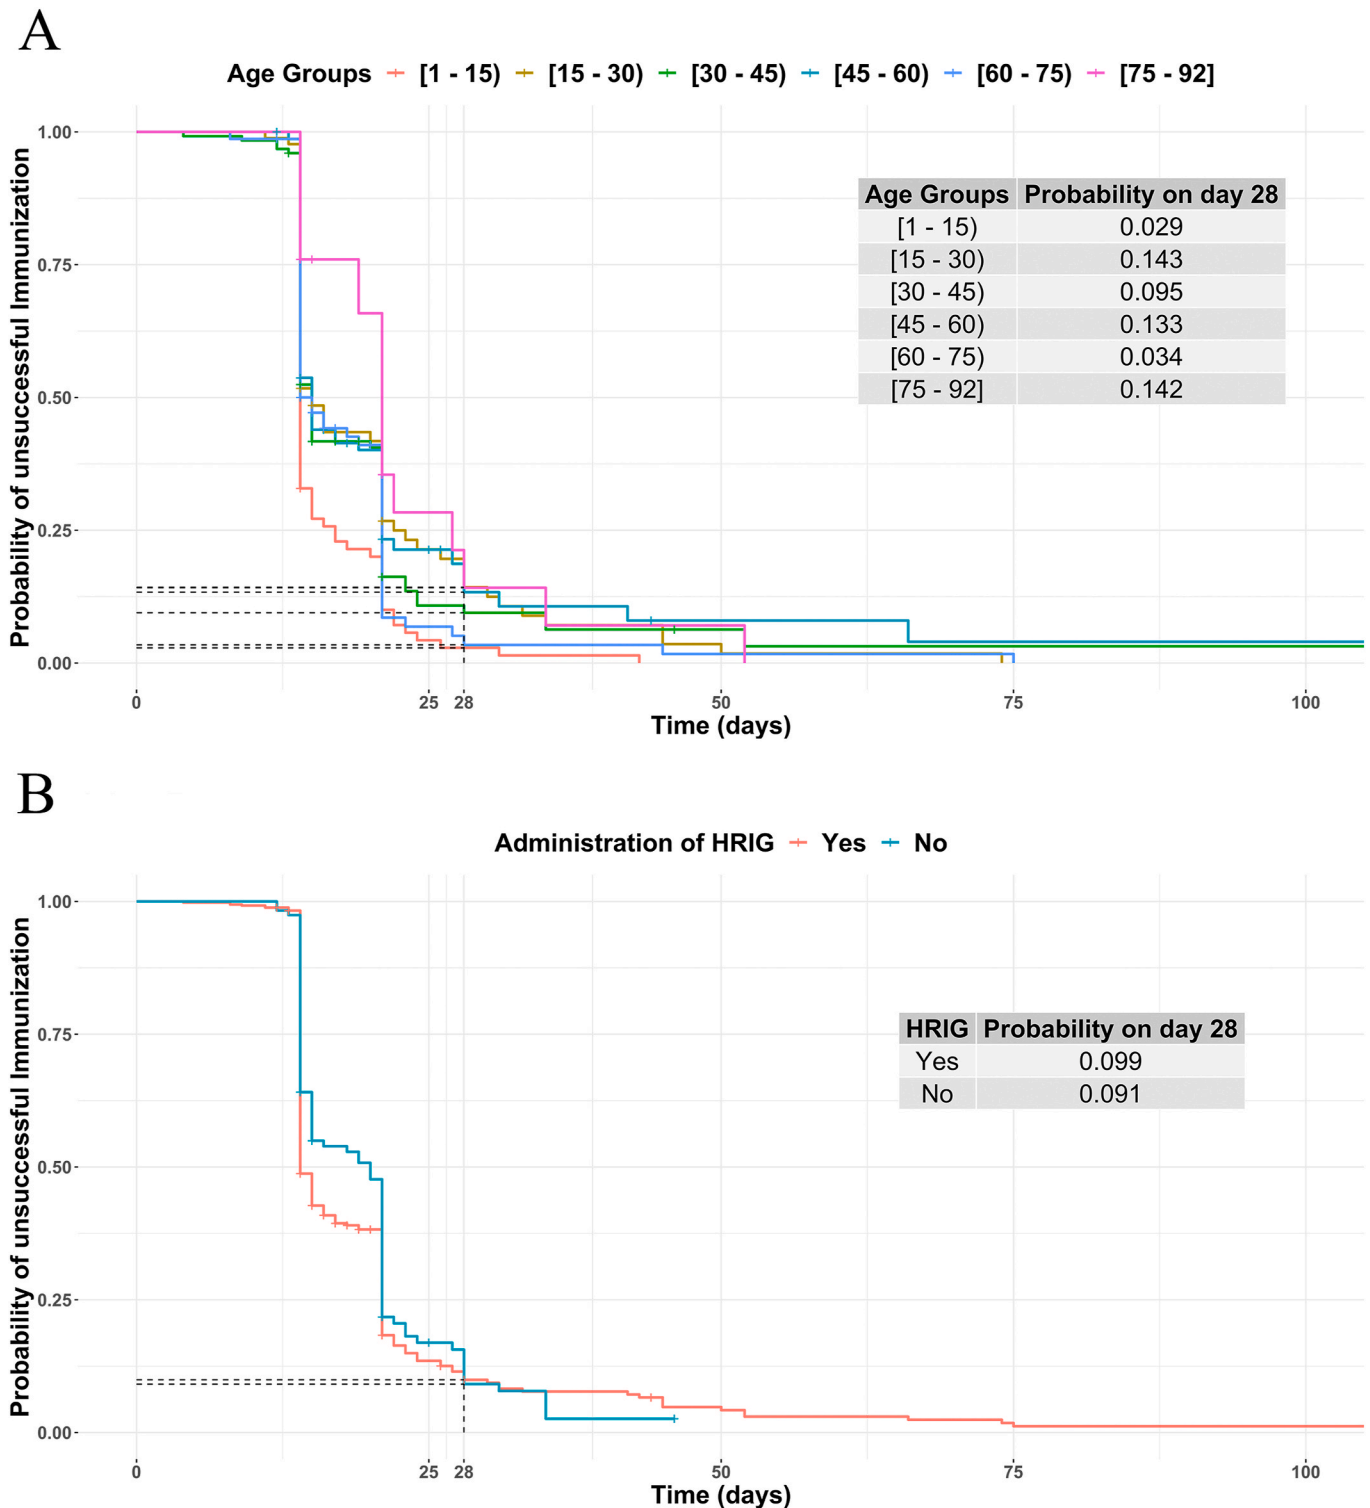 A
Age Groups [1 - 15) [15 - 30) [30 - 45) [45 - 60) [60 - 75) [75 - 92]
Probability of unsuccessful Immunization
1.00
0.75
0.50
0.25
0.00
Age Groups Probability on day 28
[1 - 15) 0.029
[15 - 30) 0.143
[30 - 45) 0.095
[45 - 60) 0.133
[60 - 75) 0.034
[75 - 92] 0.142
0 25 28 50 75 100
Time (days)
B
Administration of HRIG Yes No
Probability of unsuccessful Immunization
1.00
0.75
0.50
0.25
0.00
HRIG Probability on day 28
Yes 0.099
No 0.091
0 25 28 50 75 100
Time (days)